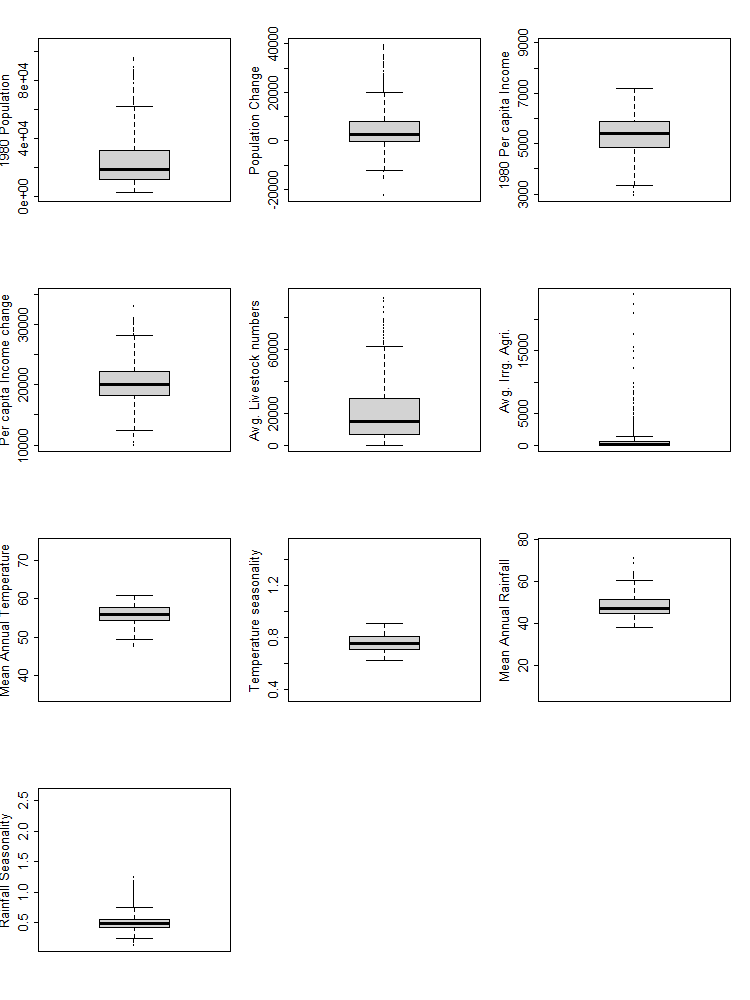 1980 Population
0e+00
4e+04
8e+04
Population Change
-20000
0
20000
40000
1980 Per capita Income
3000
5000
7000
9000
Per capita Income change
10000
20000
30000
Avg. Livestock numbers
0
20000
60000
Avg. Irrg. Agri.
0
5000
15000
Mean Annual Temperature
40
50
60
70
Temperature seasonality
0.4
0.8
1.2
Mean Annual Rainfall
20
40
60
80
Rainfall Seasonality
0.5
1.0
1.5
2.0
2.5